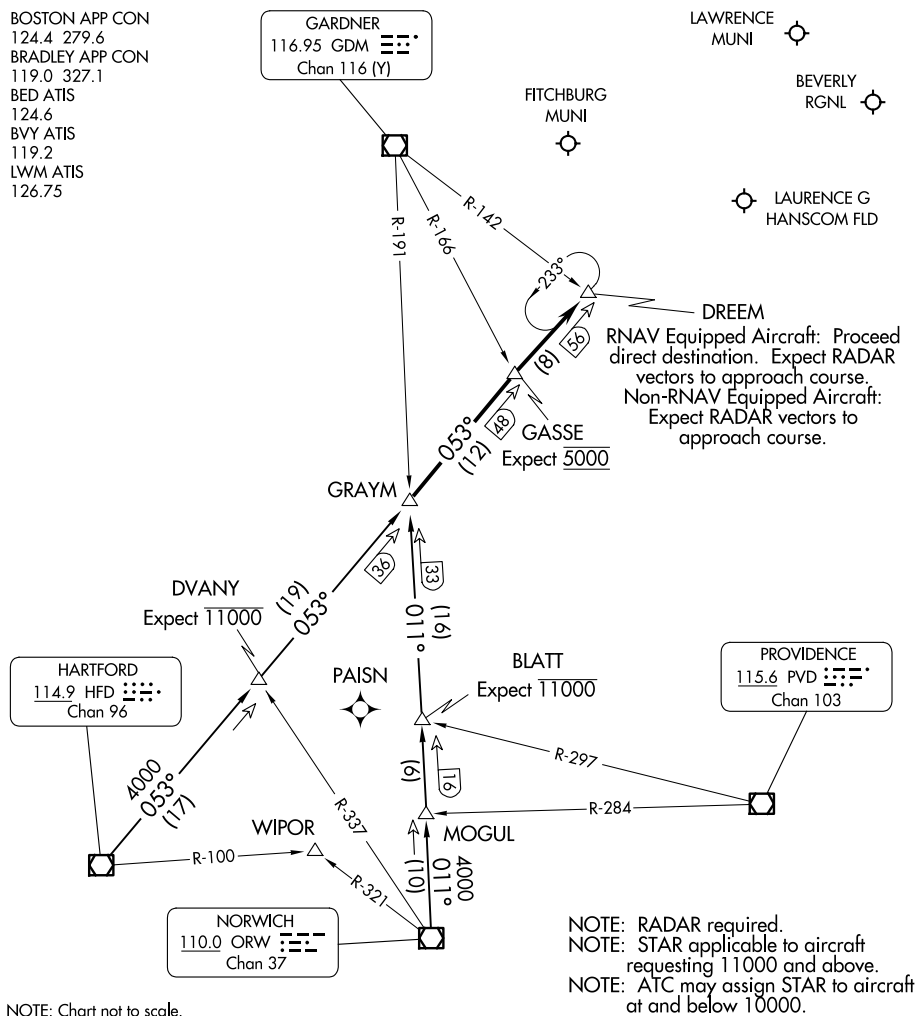 BOSTON APP CON
124.4 279.6
BRADLEY APP CON
119.0 327.1
BED ATIS
124.6
BVY ATIS
119.2
LWM ATIS
126.75
GARDNER
116.95 GDM
Chan 116 (Y)
LAWRENCE
MUNI
BEVERLY
RGNL
FITCHBURG
MUNI
LAURENCE G
HANSCOM FLD
R-191
R-166
R-142
233°
DREEM
RNAV Equipped Aircraft: Proceed
direct destination. Expect RADAR
vectors to approach course.
Non-RNAV Equipped Aircraft:
Expect RADAR vectors to
approach course.
56
(8)
48
GASSE
Expect 5000
053°
(12)
GRAYM
36
33
(19)
053°
(16)
011°
DVANY
Expect 11000
HARTFORD
114.9 HFD
Chan 96
PAISN
BLATT
Expect 11000
PROVIDENCE
115.6 PVD
Chan 103
R-297
4000
053°
(17)
(6)
16
R-337
R-284
WIPOR
MOGUL
R-100
R-321
(10)
4000
011°
NORWICH
110.0 ORW
Chan 37
NOTE: RADAR required.
NOTE: STAR applicable to aircraft
requesting 11000 and above.
NOTE: ATC may assign STAR to aircraft
at and below 10000.
NOTE: Chart not to scale.